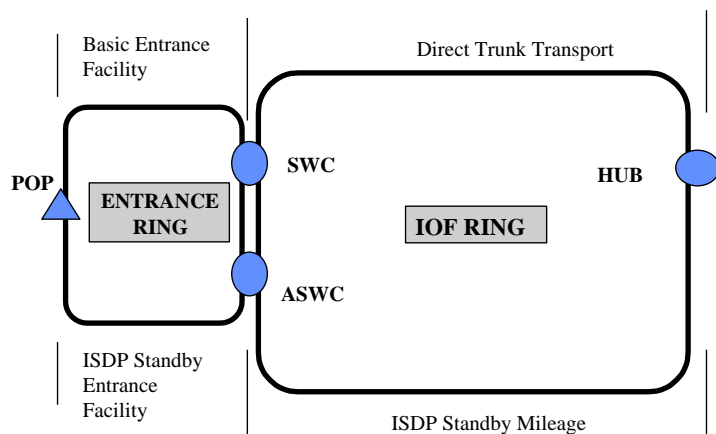 Basic Entrance
Facility
Direct Trunk Transport
SWC
HUB
POP
ENTRANCE
RING
IOF RING
ASWC
ISDP Standby
Entrance
Facility
ISDP Standby Mileage